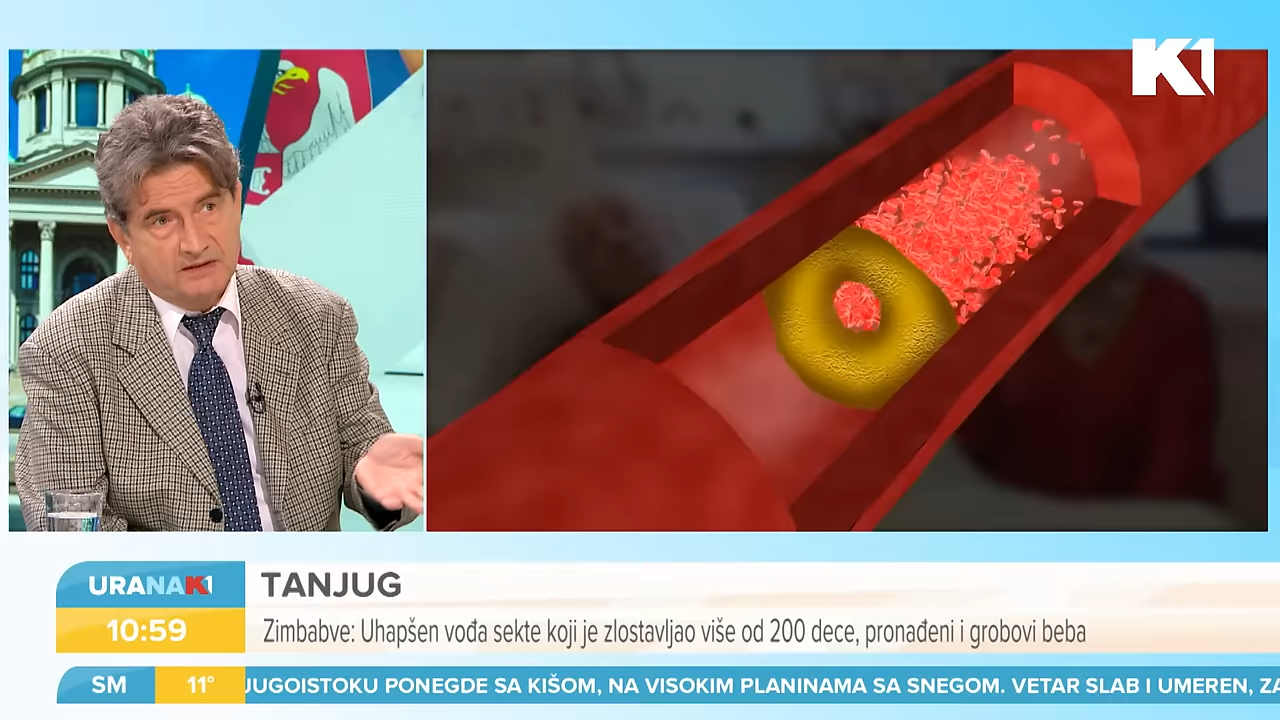 K1
URANAK1
TANJUG
10:59
Zimbabve: Uhapšen vođa sekte koji je zlostavljao više od 200 dece, pronađeni i grobovi beba
SM
11°
JUGOISTOKU PONEGDE SA KIŠOM, NA VISOKIM PLANINAMA SA SNEGOM. VETAR SLAB I UMEREN, ZA